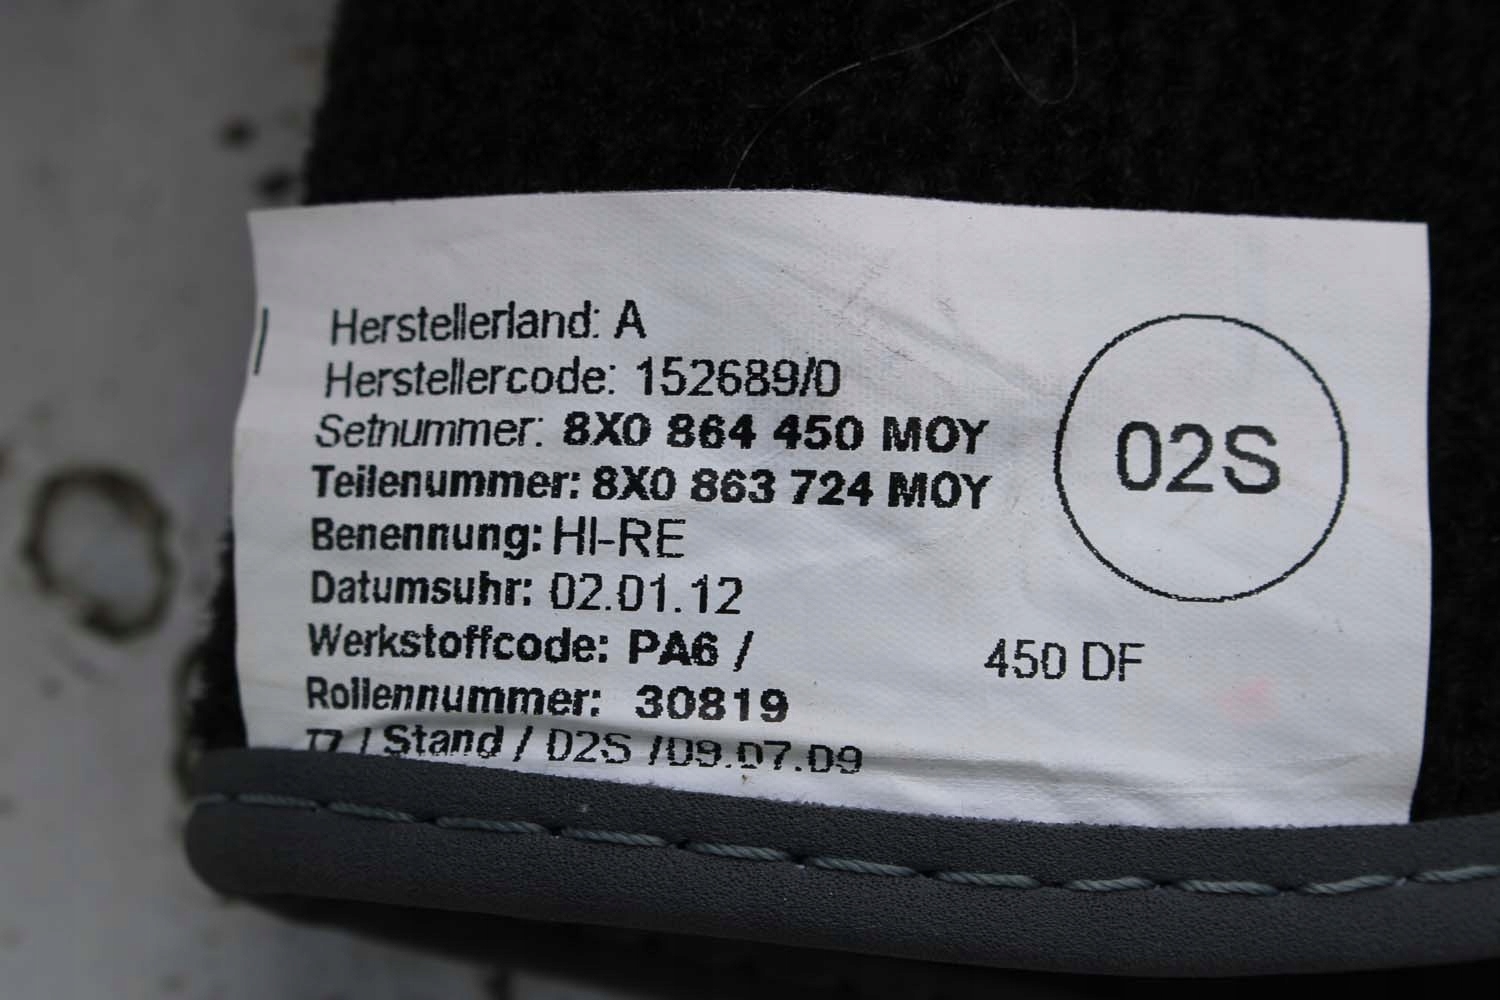 Herstellerland: A
Herstellercode: 152689/0
Setnummer: 8X0 864 450 MOY
Teilenummer: 8X0 863 724 MOY
02S
Benennung: HI-RE
Datumsuhr: 02.01.12
Werkstoffcode: PA6 /
450 DF
Rollennummer: 30819
/ Stand / 02S /09.07.09